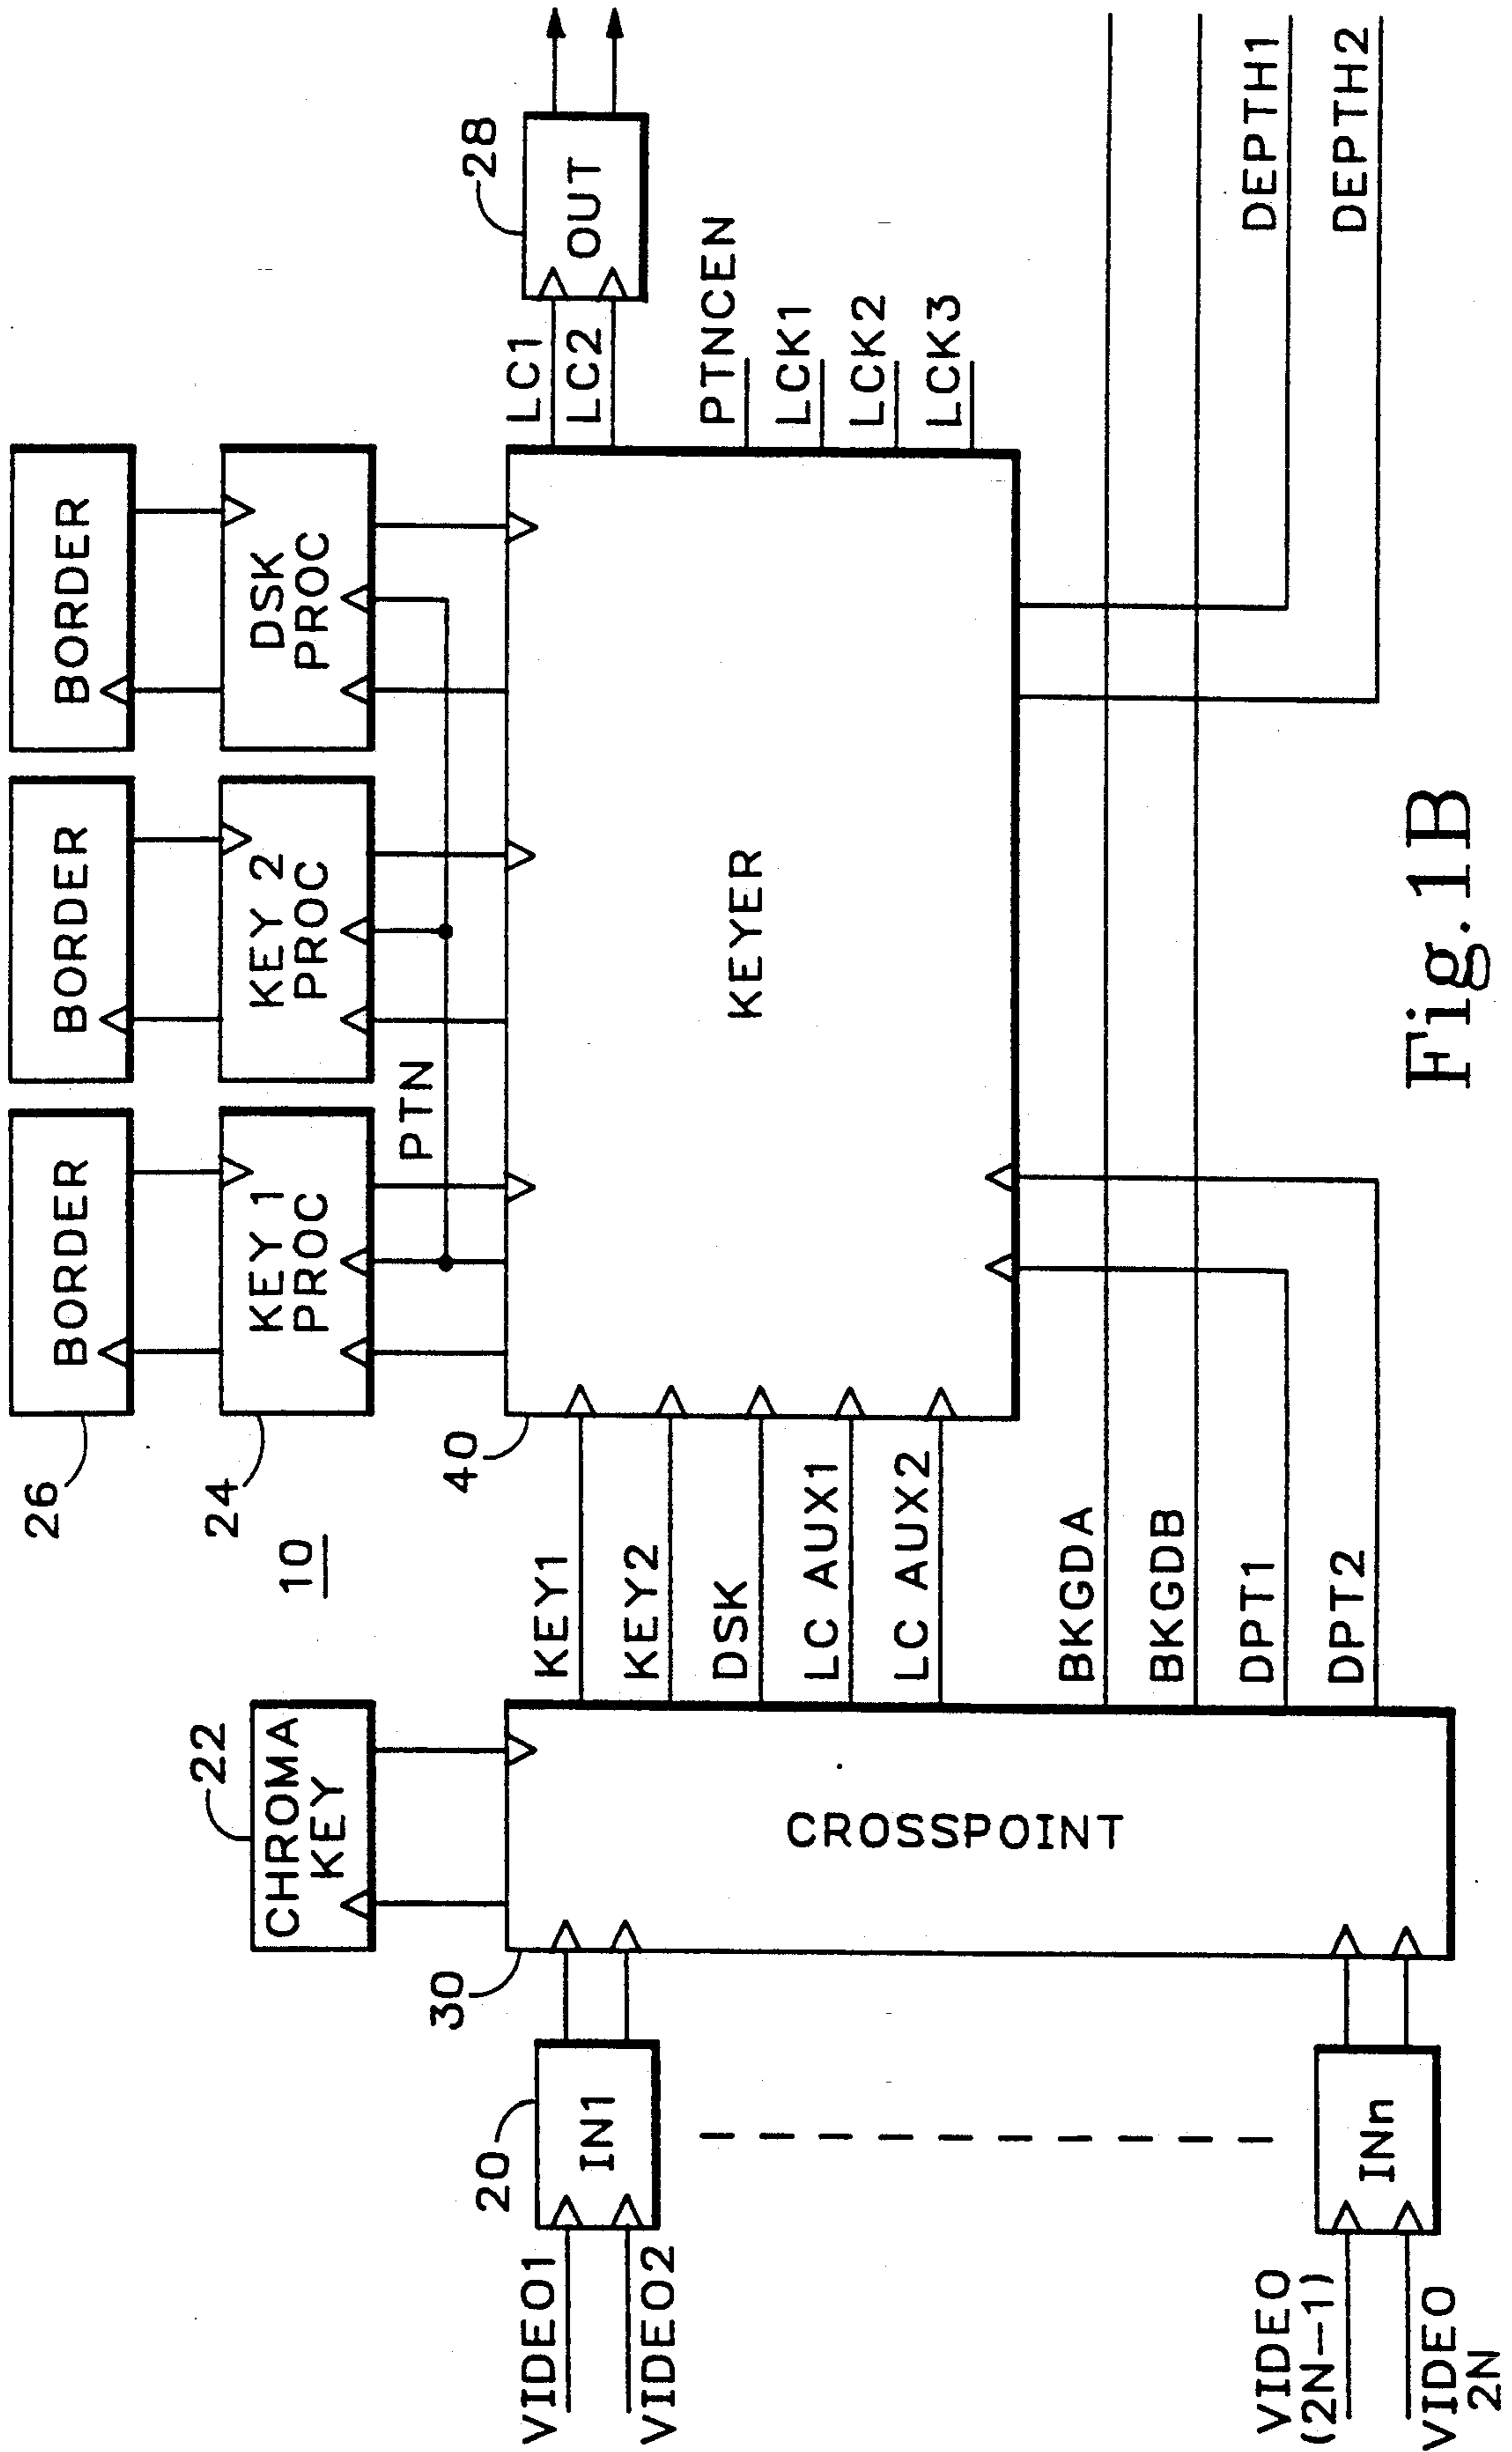 26
BORDER
BORDER
BORDER
24
KEY 1
PROC
KEY 2
PROC
DSK
PROC
22
CHROMA
KEY
10
PTN
40
30
28
20
VIDEO1
VIDEO2
IN1
KEY1
KEY2
DSK
LC AUX1
LC AUX2
CROSSPOINT
KEYER
LC1
LC2
OUT
PTNCEN
LCK1
LCK2
LCK3
BKGDA
BKGDB
DPT1
DPT2
DEPTH1
DEPTH2
VIDEO
(2N-1)
VIDEO
2N
INn
Fig.1B